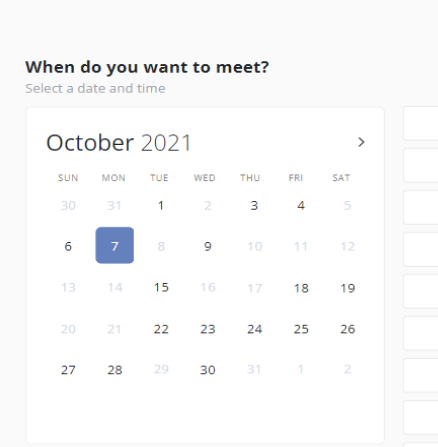 When do you want to meet?
Select a date and time
October 2021
SUN MON TUE WED THU FRI SAT
30 31 1 2 3 4 5
6 7 8 9 10 11 12
13 14 15 16 17 18 19
20 21 22 23 24 25 26
27 28 29 30 31 1 2